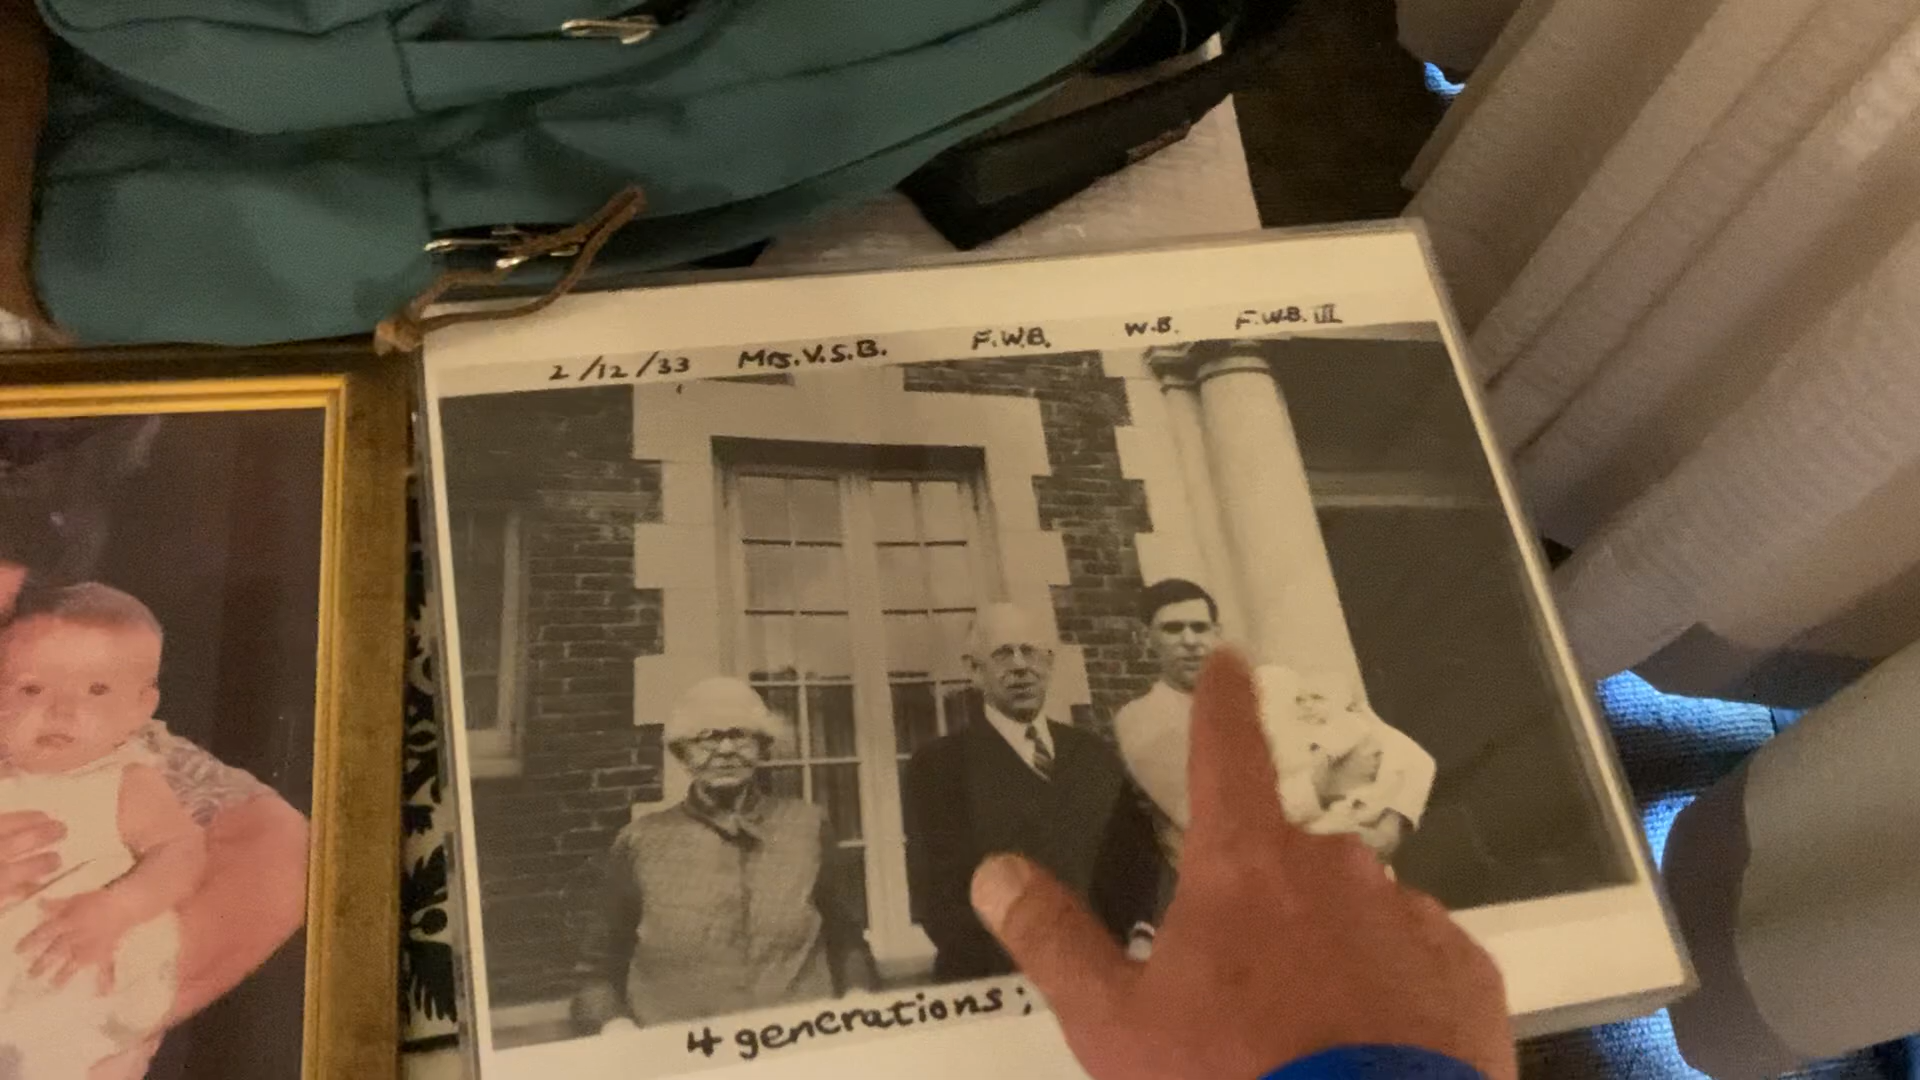 2/12/33 Mrs. V.S.B. F.W.B. W.B. F.W.B. III
4 generations;